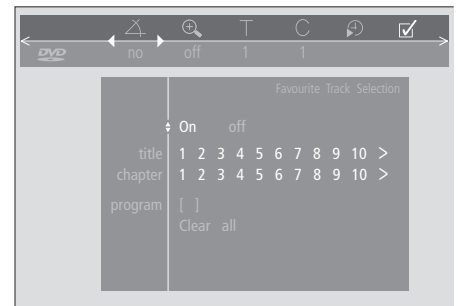 T C
DVD no off 1 1
Favourite Track Selection
On off
title 1 2 3 4 5 6 7 8 9 10 >
chapter 1 2 3 4 5 6 7 8 9 10 >
program [ ]
Clear all